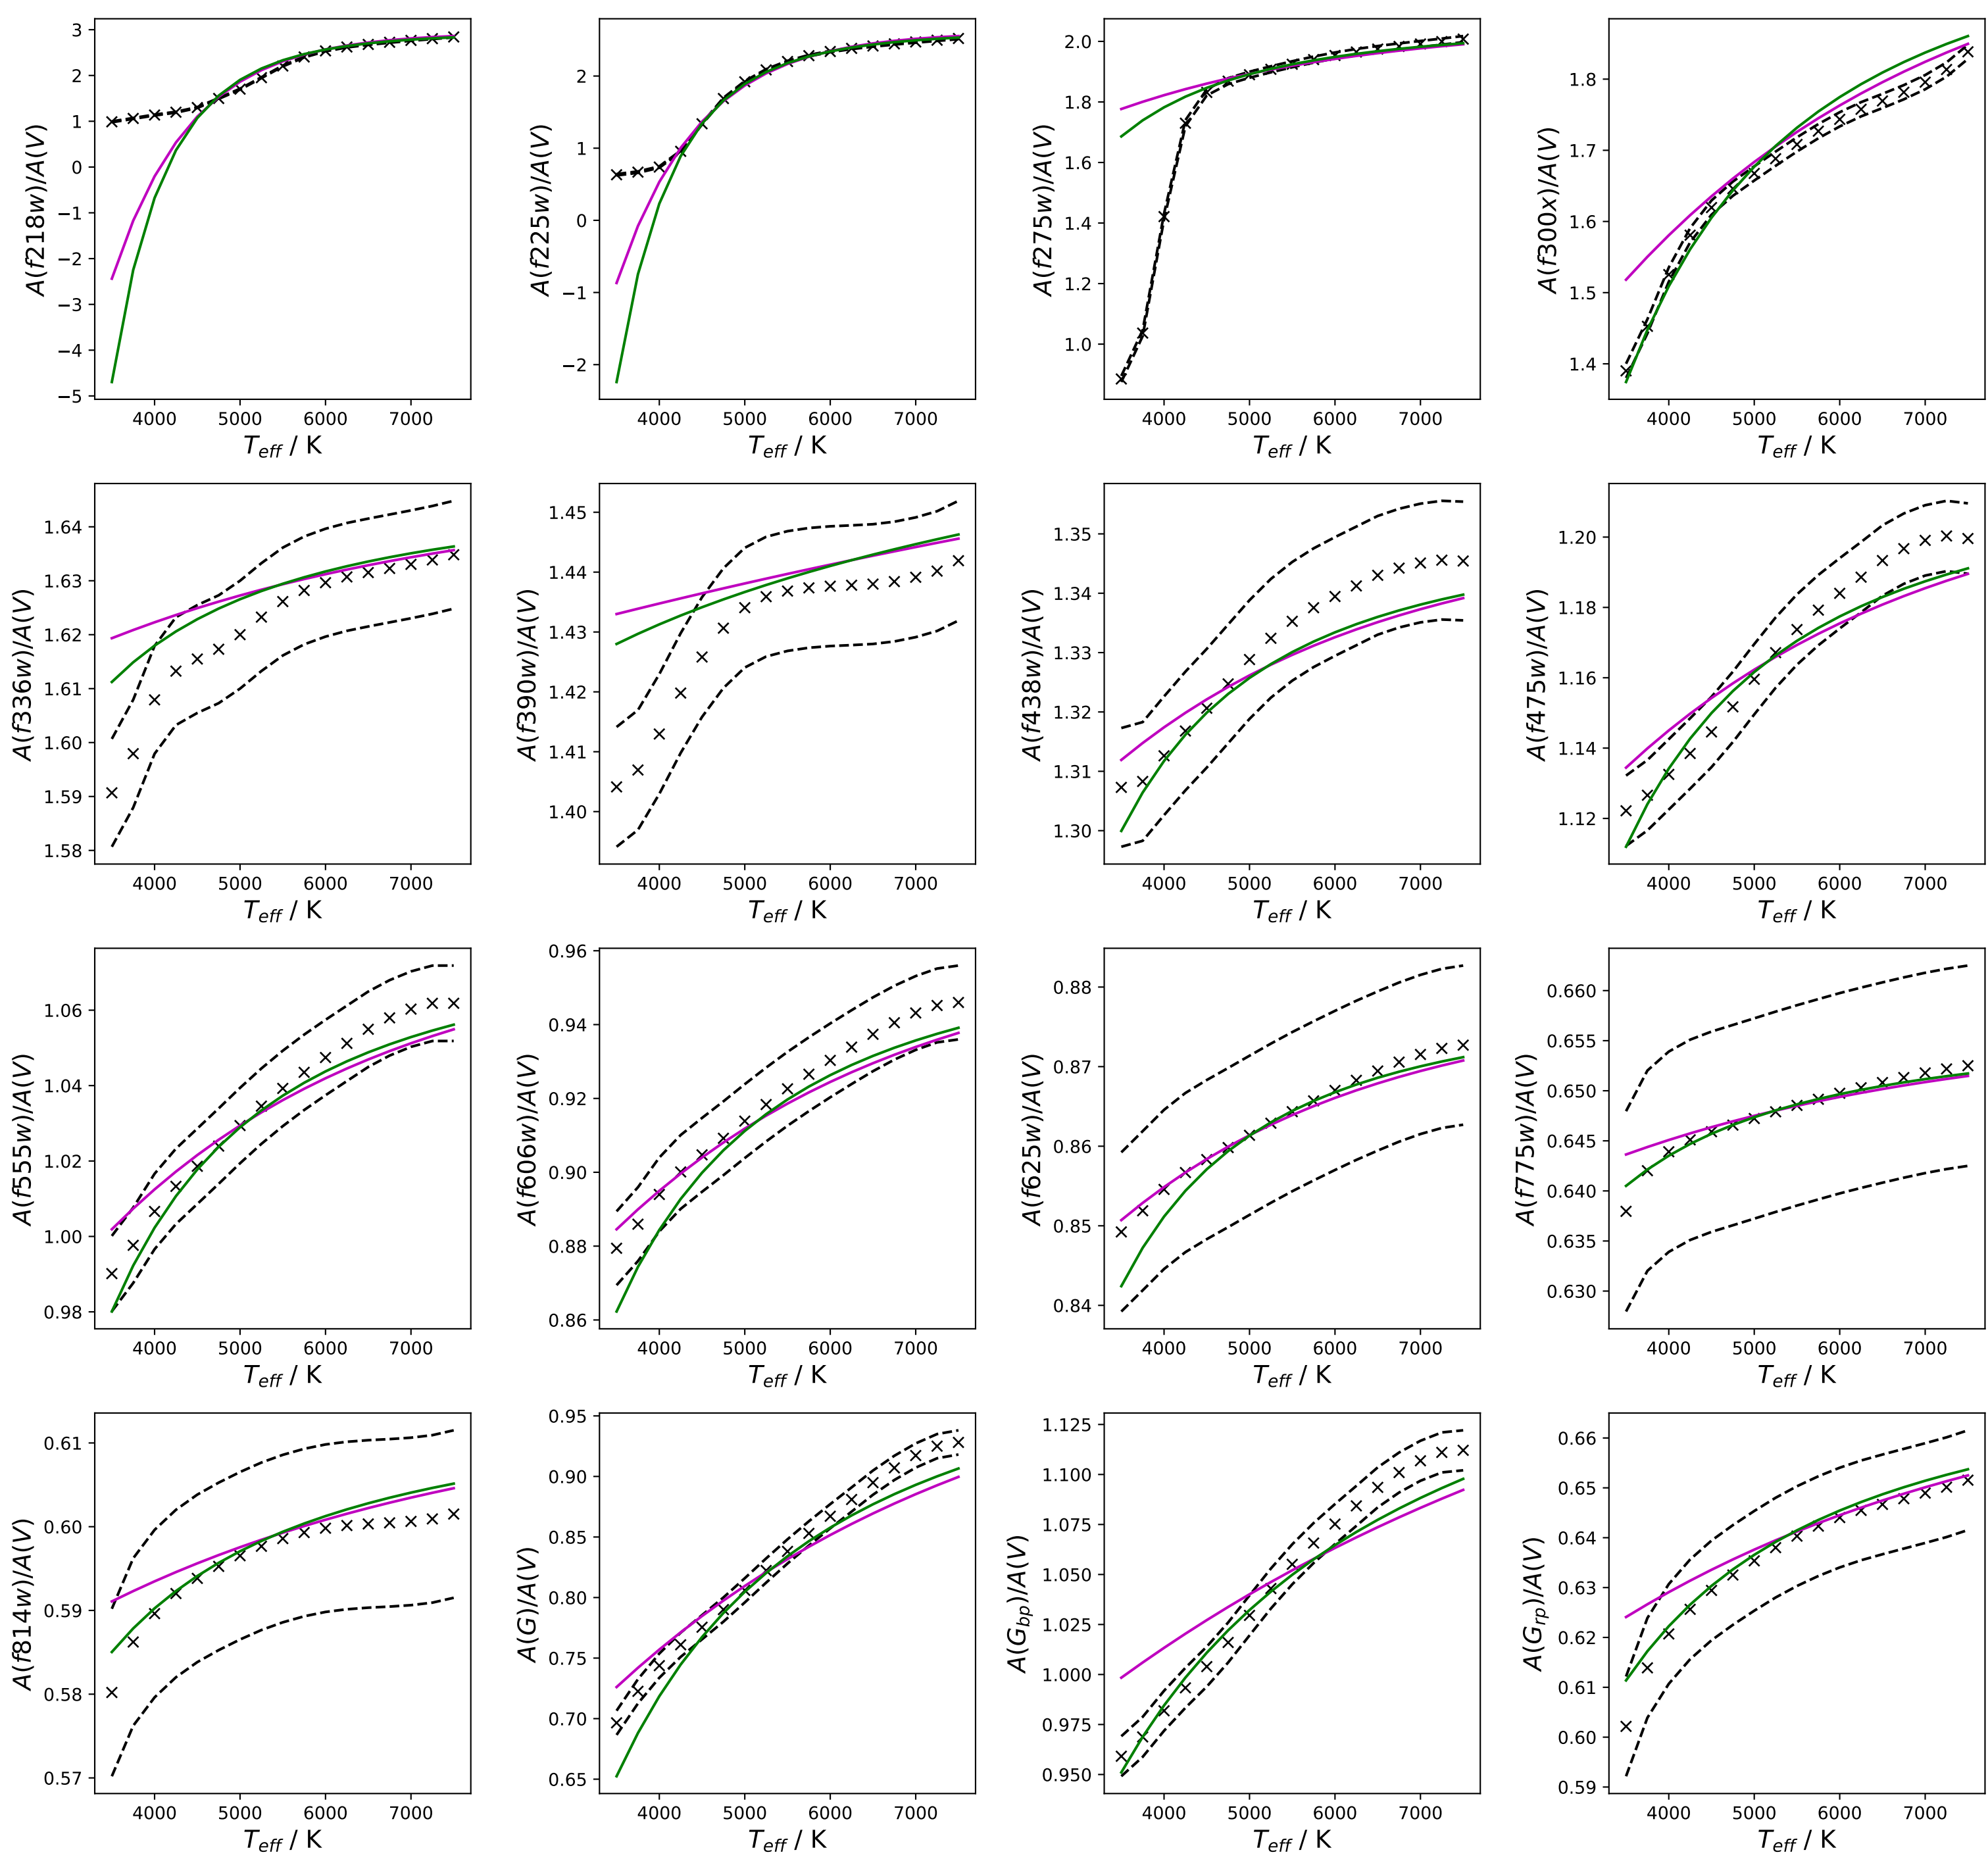 A(f218w)/A(V)
3
2
1
0
−1
−2
−3
−4
−5
4000 5000 6000 7000
T_eff / K
A(f225w)/A(V)
2
1
0
−1
−2
4000 5000 6000 7000
T_eff / K
A(f275w)/A(V)
2.0
1.8
1.6
1.4
1.2
1.0
4000 5000 6000 7000
T_eff / K
A(f300x)/A(V)
1.8
1.7
1.6
1.5
1.4
4000 5000 6000 7000
T_eff / K
A(f336w)/A(V)
1.64
1.63
1.62
1.61
1.60
1.59
1.58
4000 5000 6000 7000
T_eff / K
A(f390w)/A(V)
1.45
1.44
1.43
1.42
1.41
1.40
4000 5000 6000 7000
T_eff / K
A(f438w)/A(V)
1.35
1.34
1.33
1.32
1.31
1.30
4000 5000 6000 7000
T_eff / K
A(f475w)/A(V)
1.20
1.18
1.16
1.14
1.12
4000 5000 6000 7000
T_eff / K
A(f555w)/A(V)
1.06
1.04
1.02
1.00
0.98
4000 5000 6000 7000
T_eff / K
A(f606w)/A(V)
0.96
0.94
0.92
0.90
0.88
0.86
4000 5000 6000 7000
T_eff / K
A(f625w)/A(V)
0.88
0.87
0.86
0.85
0.84
4000 5000 6000 7000
T_eff / K
A(f775w)/A(V)
0.660
0.655
0.650
0.645
0.640
0.635
0.630
4000 5000 6000 7000
T_eff / K
A(f814w)/A(V)
0.61
0.60
0.59
0.58
0.57
4000 5000 6000 7000
T_eff / K
A(G)/A(V)
0.95
0.90
0.85
0.80
0.75
0.70
0.65
4000 5000 6000 7000
T_eff / K
A(G_bp)/A(V)
1.125
1.100
1.075
1.050
1.025
1.000
0.975
0.950
4000 5000 6000 7000
T_eff / K
A(G_rp)/A(V)
0.66
0.65
0.64
0.63
0.62
0.61
0.60
0.59
4000 5000 6000 7000
T_eff / K